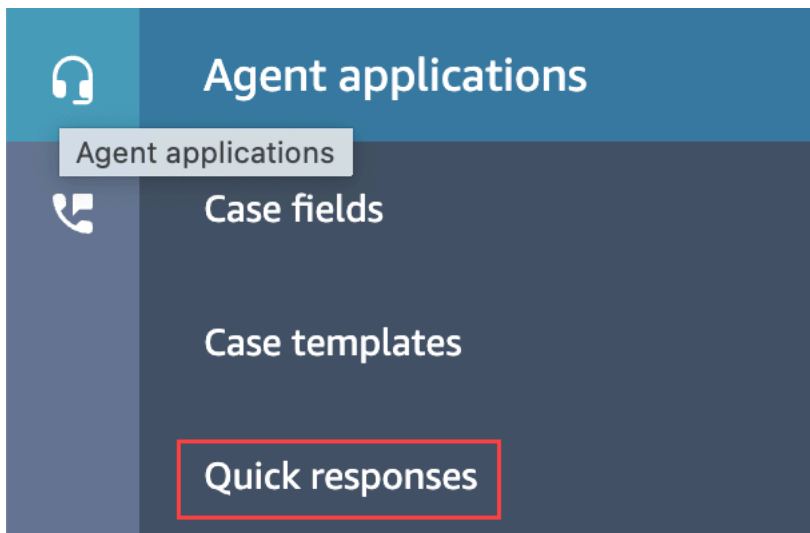 Agent applications
Agent applications
Case fields
Case templates
Quick responses